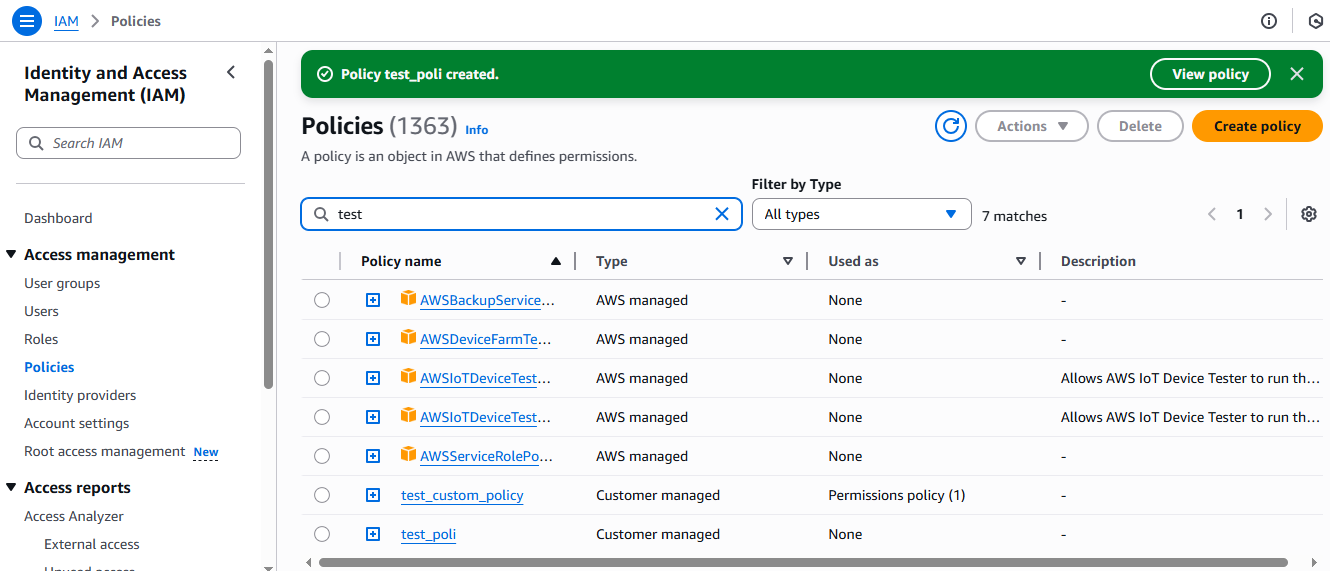 IAM > Policies
Identity and Access
Management (IAM)
Search IAM
Dashboard
Access management
User groups
Users
Roles
Policies
Identity providers
Account settings
Root access management New
Access reports
Access Analyzer
External access
Policy test_poli created. View policy
Policies (1363) Info Actions Delete Create policy
A policy is an object in AWS that defines permissions.
Filter by Type
test All types 7 matches 1
Policy name Type Used as Description
AWSBackupService... AWS managed None -
AWSDeviceFarmTe... AWS managed None -
AWSIoTDeviceTest... AWS managed None Allows AWS IoT Device Tester to run th...
AWSIoTDeviceTest... AWS managed None Allows AWS IoT Device Tester to run th...
AWSServiceRolePo... AWS managed None -
test_custom_policy Customer managed Permissions policy (1) -
test_poli Customer managed None -